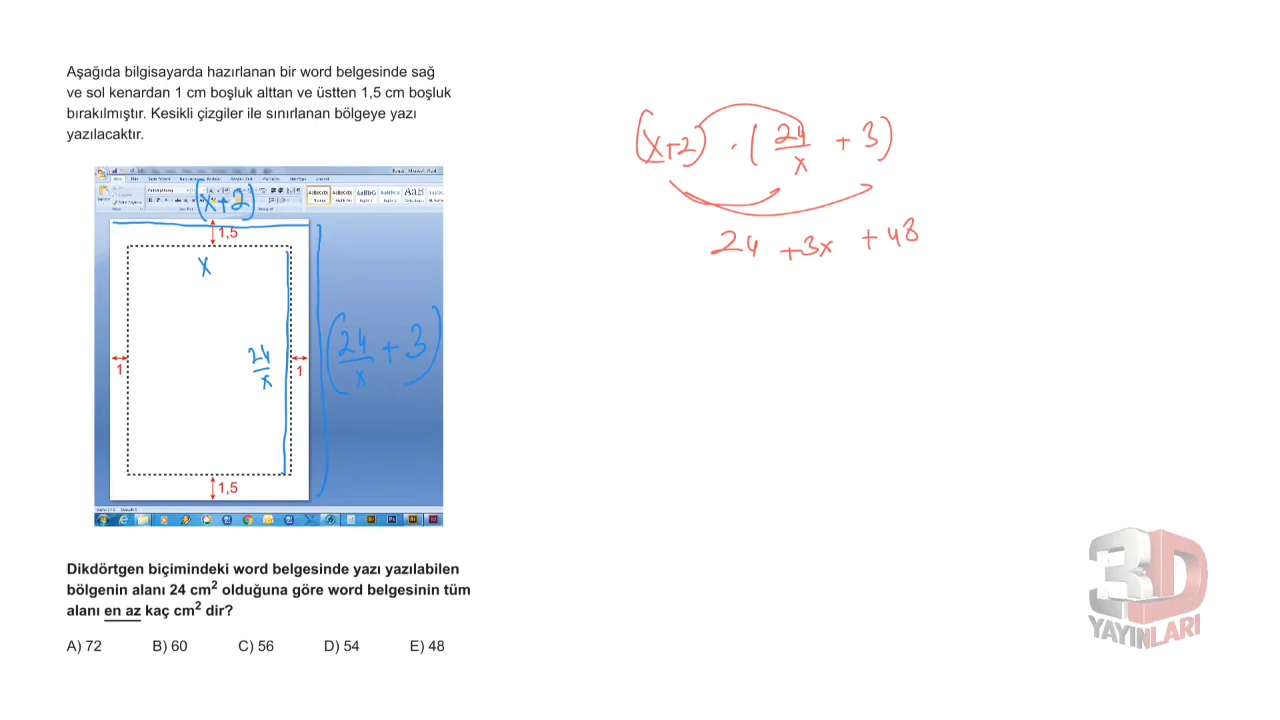 Aşağıda bilgisayarda hazırlanan bir word belgesinde sağ
ve sol kenardan 1 cm boşluk alttan ve üstten 1,5 cm boşluk
bırakılmıştır. Kesikli çizgiler ile sınırlanan bölgeye yazı
yazılacaktır.
(x+2)
1,5
x
24/x
1
1
(24/x + 3)
1,5
Dikdörtgen biçimindeki word belgesinde yazı yazılabilen
bölgenin alanı 24 cm² olduğuna göre word belgesinin tüm
alanı en az kaç cm² dir?
A) 72 B) 60 C) 56 D) 54 E) 48
(x+2) · (24/x + 3)
24 +3x +48
3D
YAYINLARI